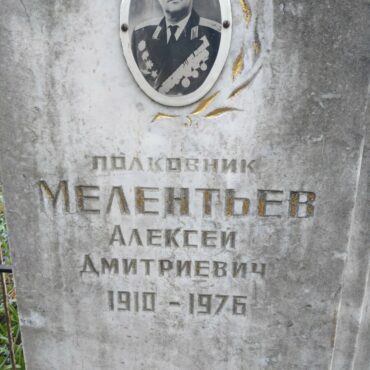 ПОЛКОВНИК
МЕЛЕНТЬЕВ
АЛЕКСЕЙ
ДМИТРИЕВИЧ
1910 - 1976